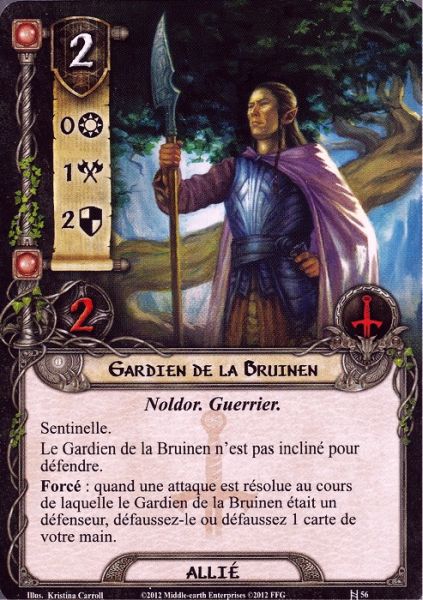 2
0
1
2
2
Gardien de la Bruinen
Noldor. Guerrier.
Sentinelle.
Le Gardien de la Bruinen n'est pas incliné pour
défendre.
Forcé : quand une attaque est résolue au cours
de laquelle le Gardien de la Bruinen était un
défenseur, défaussez-le ou défaussez 1 carte de
votre main.
ALLIÉ
Illus. Kristina Carroll ©2012 Middle-earth Enterprises ©2012 FFG 56